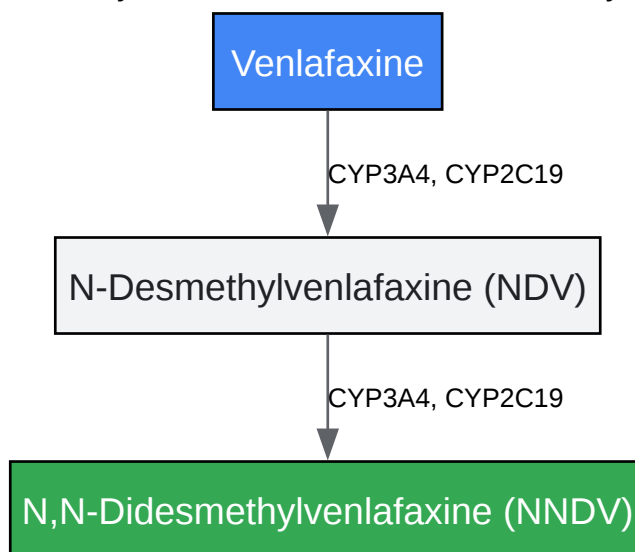 Venlafaxine
CYP3A4, CYP2C19
N-Desmethylvenlafaxine (NDV)
CYP3A4, CYP2C19
N,N-Didesmethylvenlafaxine (NNDV)